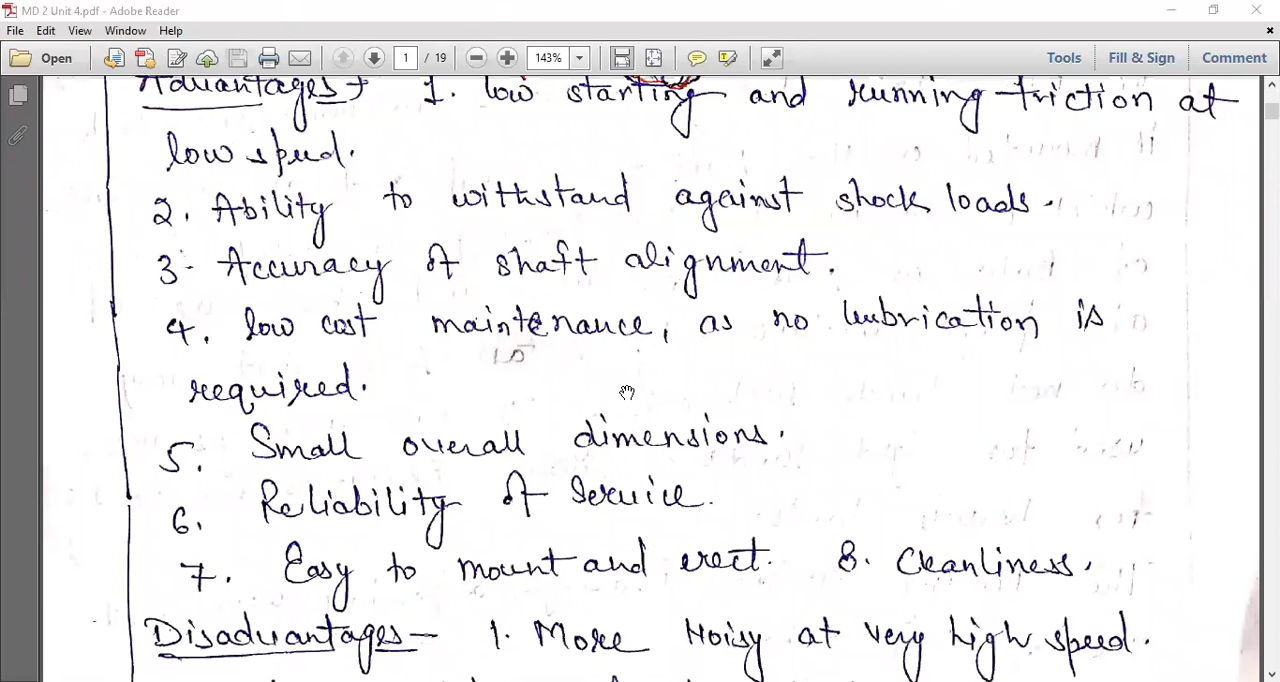 MD 2 Unit 4.pdf - Adobe Reader
File Edit View Window Help
Open 1 / 19 143% Tools Fill & Sign Comment
Advantages → 1. low starting and running friction at
low speed.
2. Ability to withstand against shock loads.
3. Accuracy of shaft alignment.
4. low cost maintenance, as no lubrication is
required.
5. Small overall dimensions.
6. Reliability of service.
7. Easy to mount and erect. 8. Cleanliness.
Disadvantages — 1. More Noisy at very high speed.